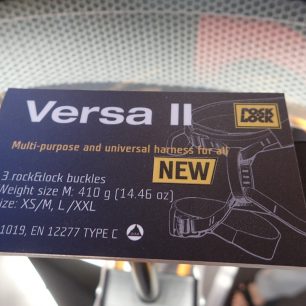 Versa II
ROCK
LOCK
Multi-purpose and universal harness for all
NEW
3 rock&lock buckles
Weight size M: 410 g (14.46 oz)
ize: XS/M, L /XXL
1019, EN 12277 TYPE C